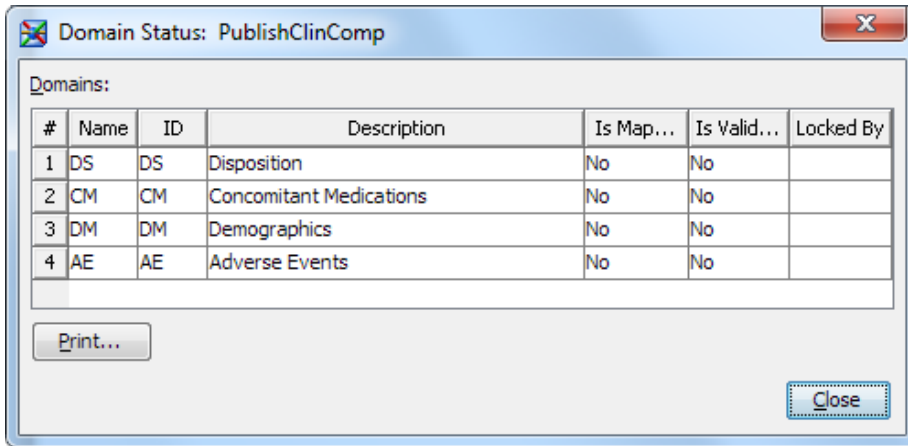 Domain Status: PublishClinComp
x
Domains:
# Name ID Description Is Map... Is Valid... Locked By
1 DS DS Disposition No No
2 CM CM Concomitant Medications No No
3 DM DM Demographics No No
4 AE AE Adverse Events No No
Print...
Close